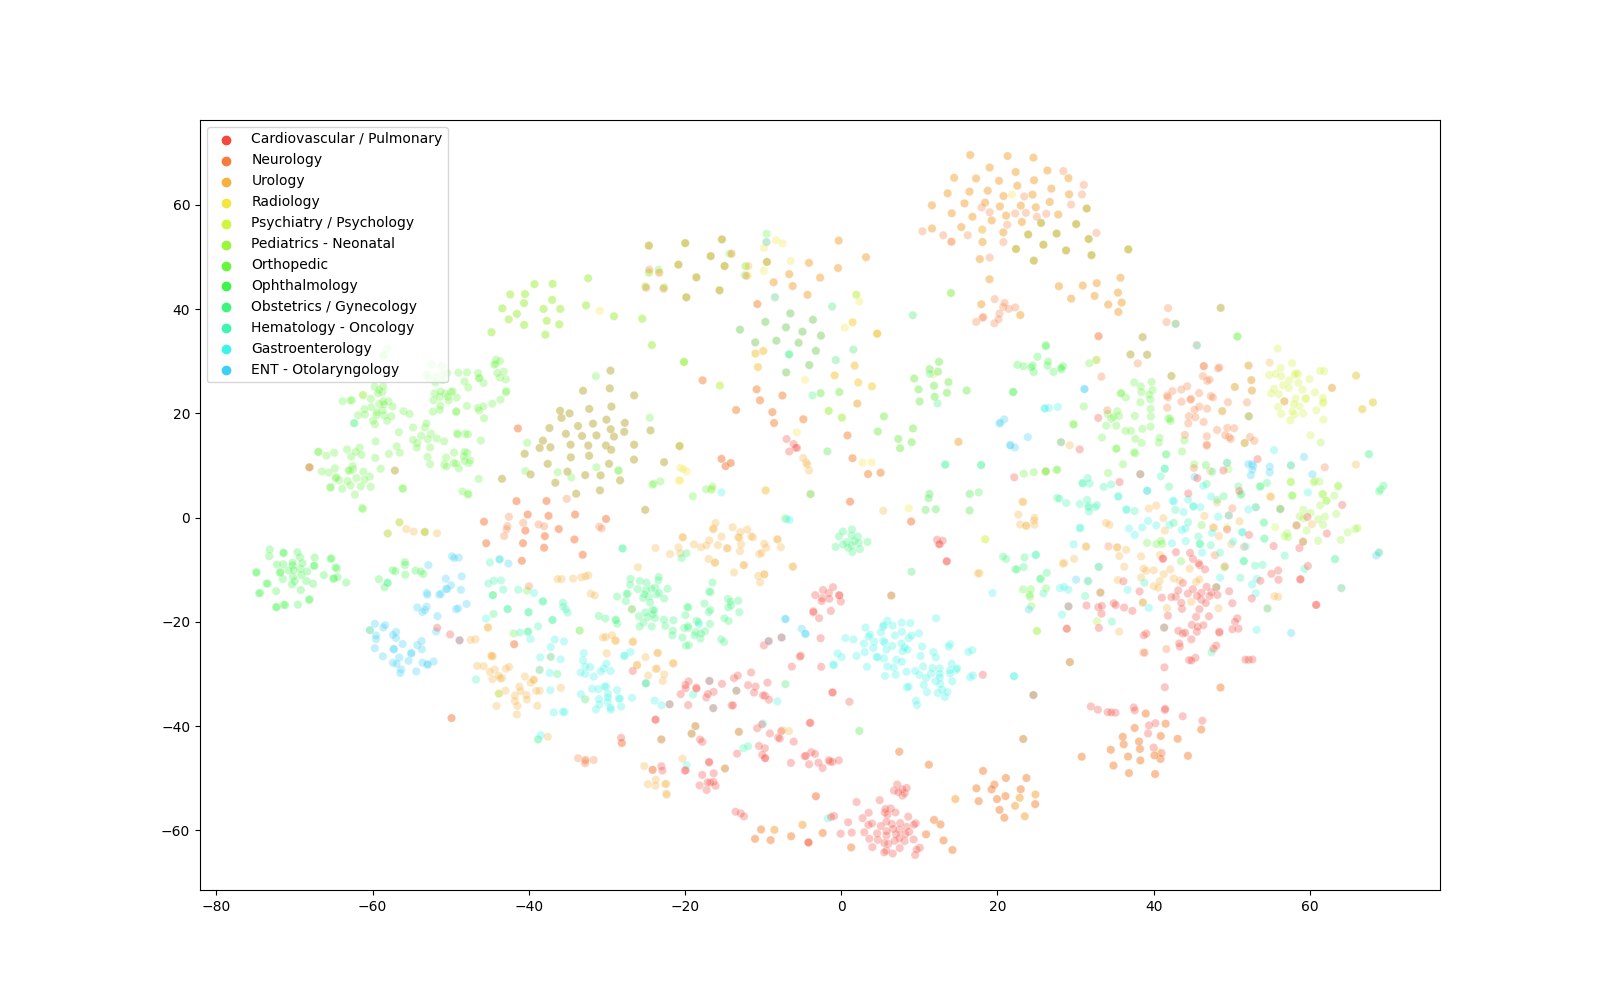 Cardiovascular / Pulmonary
Neurology
Urology
Radiology
Psychiatry / Psychology
Pediatrics - Neonatal
Orthopedic
Ophthalmology
Obstetrics / Gynecology
Hematology - Oncology
Gastroenterology
ENT - Otolaryngology
60
40
20
0
−20
−40
−60
−80 −60 −40 −20 0 20 40 60